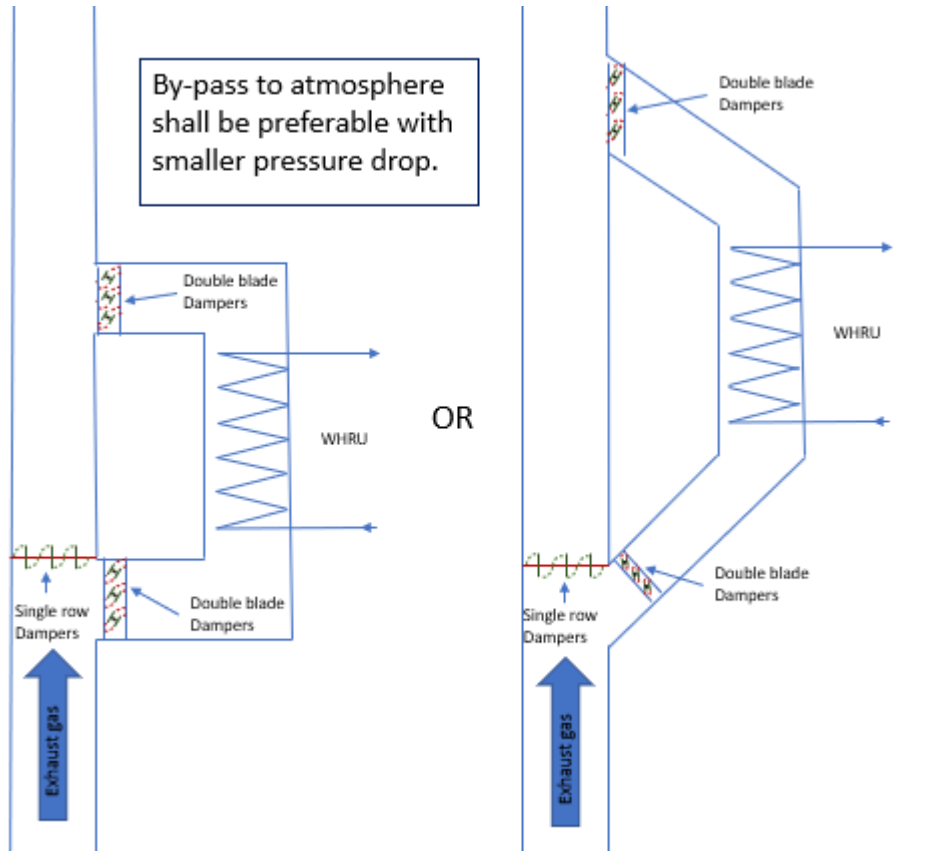 By-pass to atmosphere
shall be preferable with
smaller pressure drop.
Double blade
Dampers
WHRU
Double blade
Dampers
Single row
Dampers
Exhaust gas
OR
Double blade
Dampers
WHRU
Double blade
Dampers
Single row
Dampers
Exhaust gas